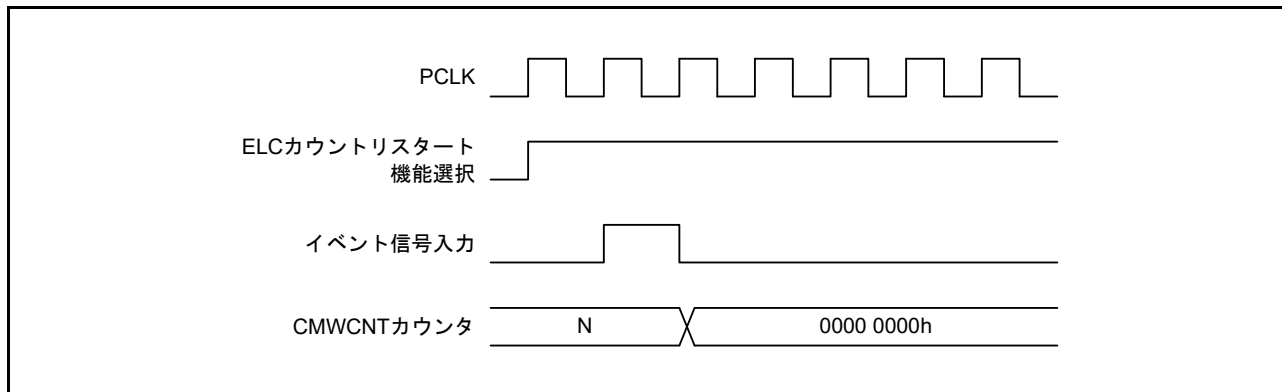 PCLK
ELCカウントリスタート
機能選択
イベント信号入力
CMWCNTカウンタ
N
0000 0000h